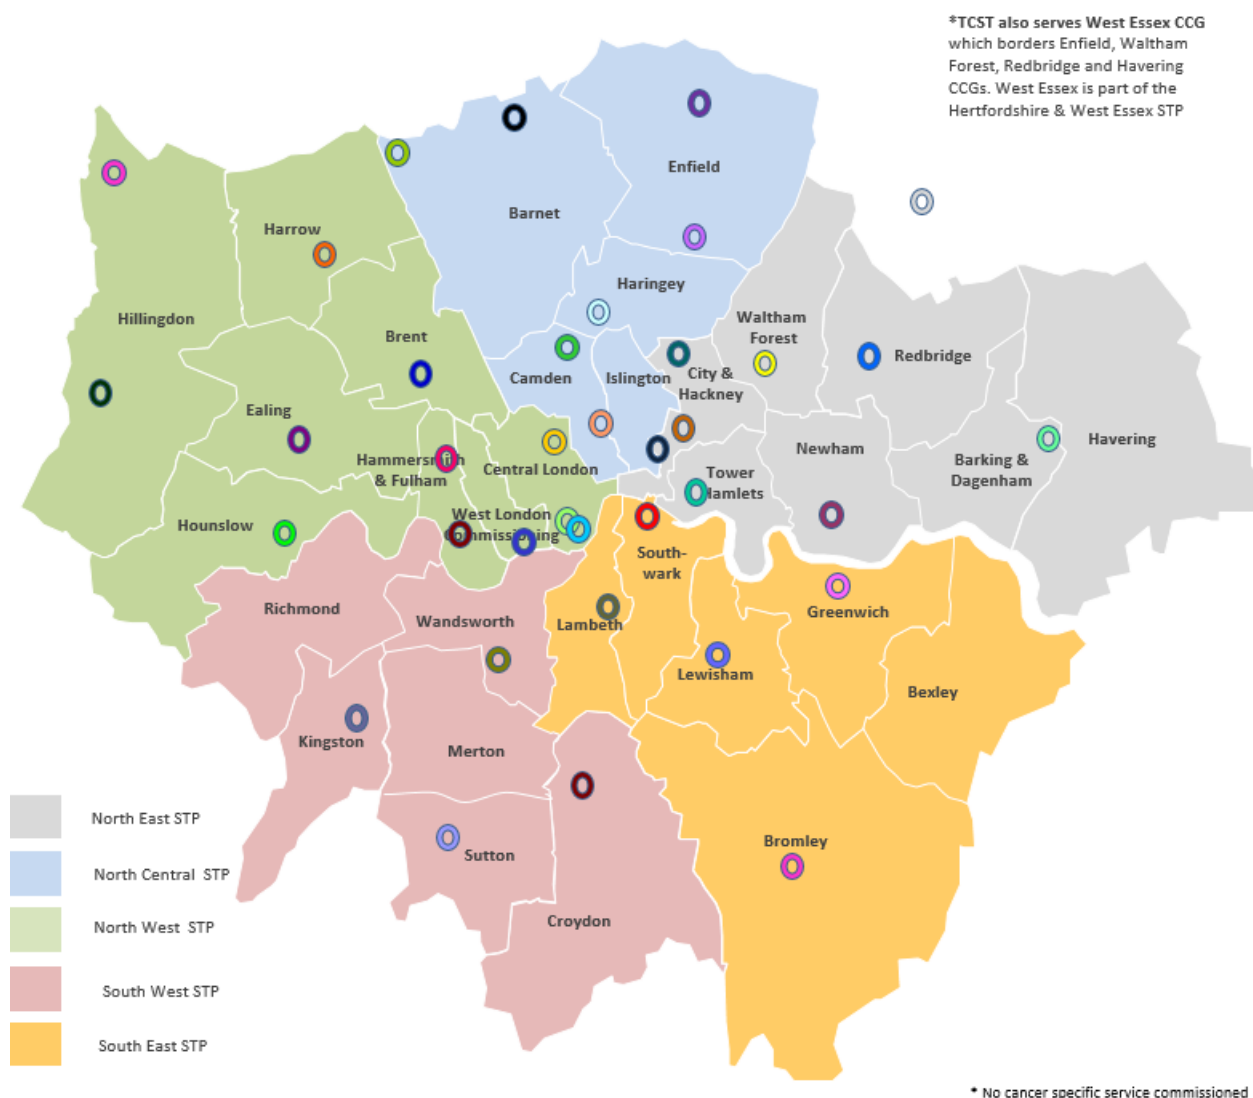 *TCST also serves West Essex CCG
which borders Enfield, Waltham
Forest, Redbridge and Havering
CCGs. West Essex is part of the
Hertfordshire & West Essex STP
Enfield
Barnet
Harrow
Haringey
Hillingdon
Waltham
Forest
Brent
Redbridge
Camden
Islington
City &
Hackney
Ealing
Havering
Newham
Hammersmith
& Fulham
Central London
Barking &
Dagenham
Tower
Hamlets
West London
Commissioning
Hounslow
South-
wark
Richmond
Wandsworth
Lambeth
Greenwich
Lewisham
Bexley
Kingston
Merton
North East STP
Bromley
Sutton
North Central STP
Croydon
North West STP
South West STP
South East STP
* No cancer specific service commissioned